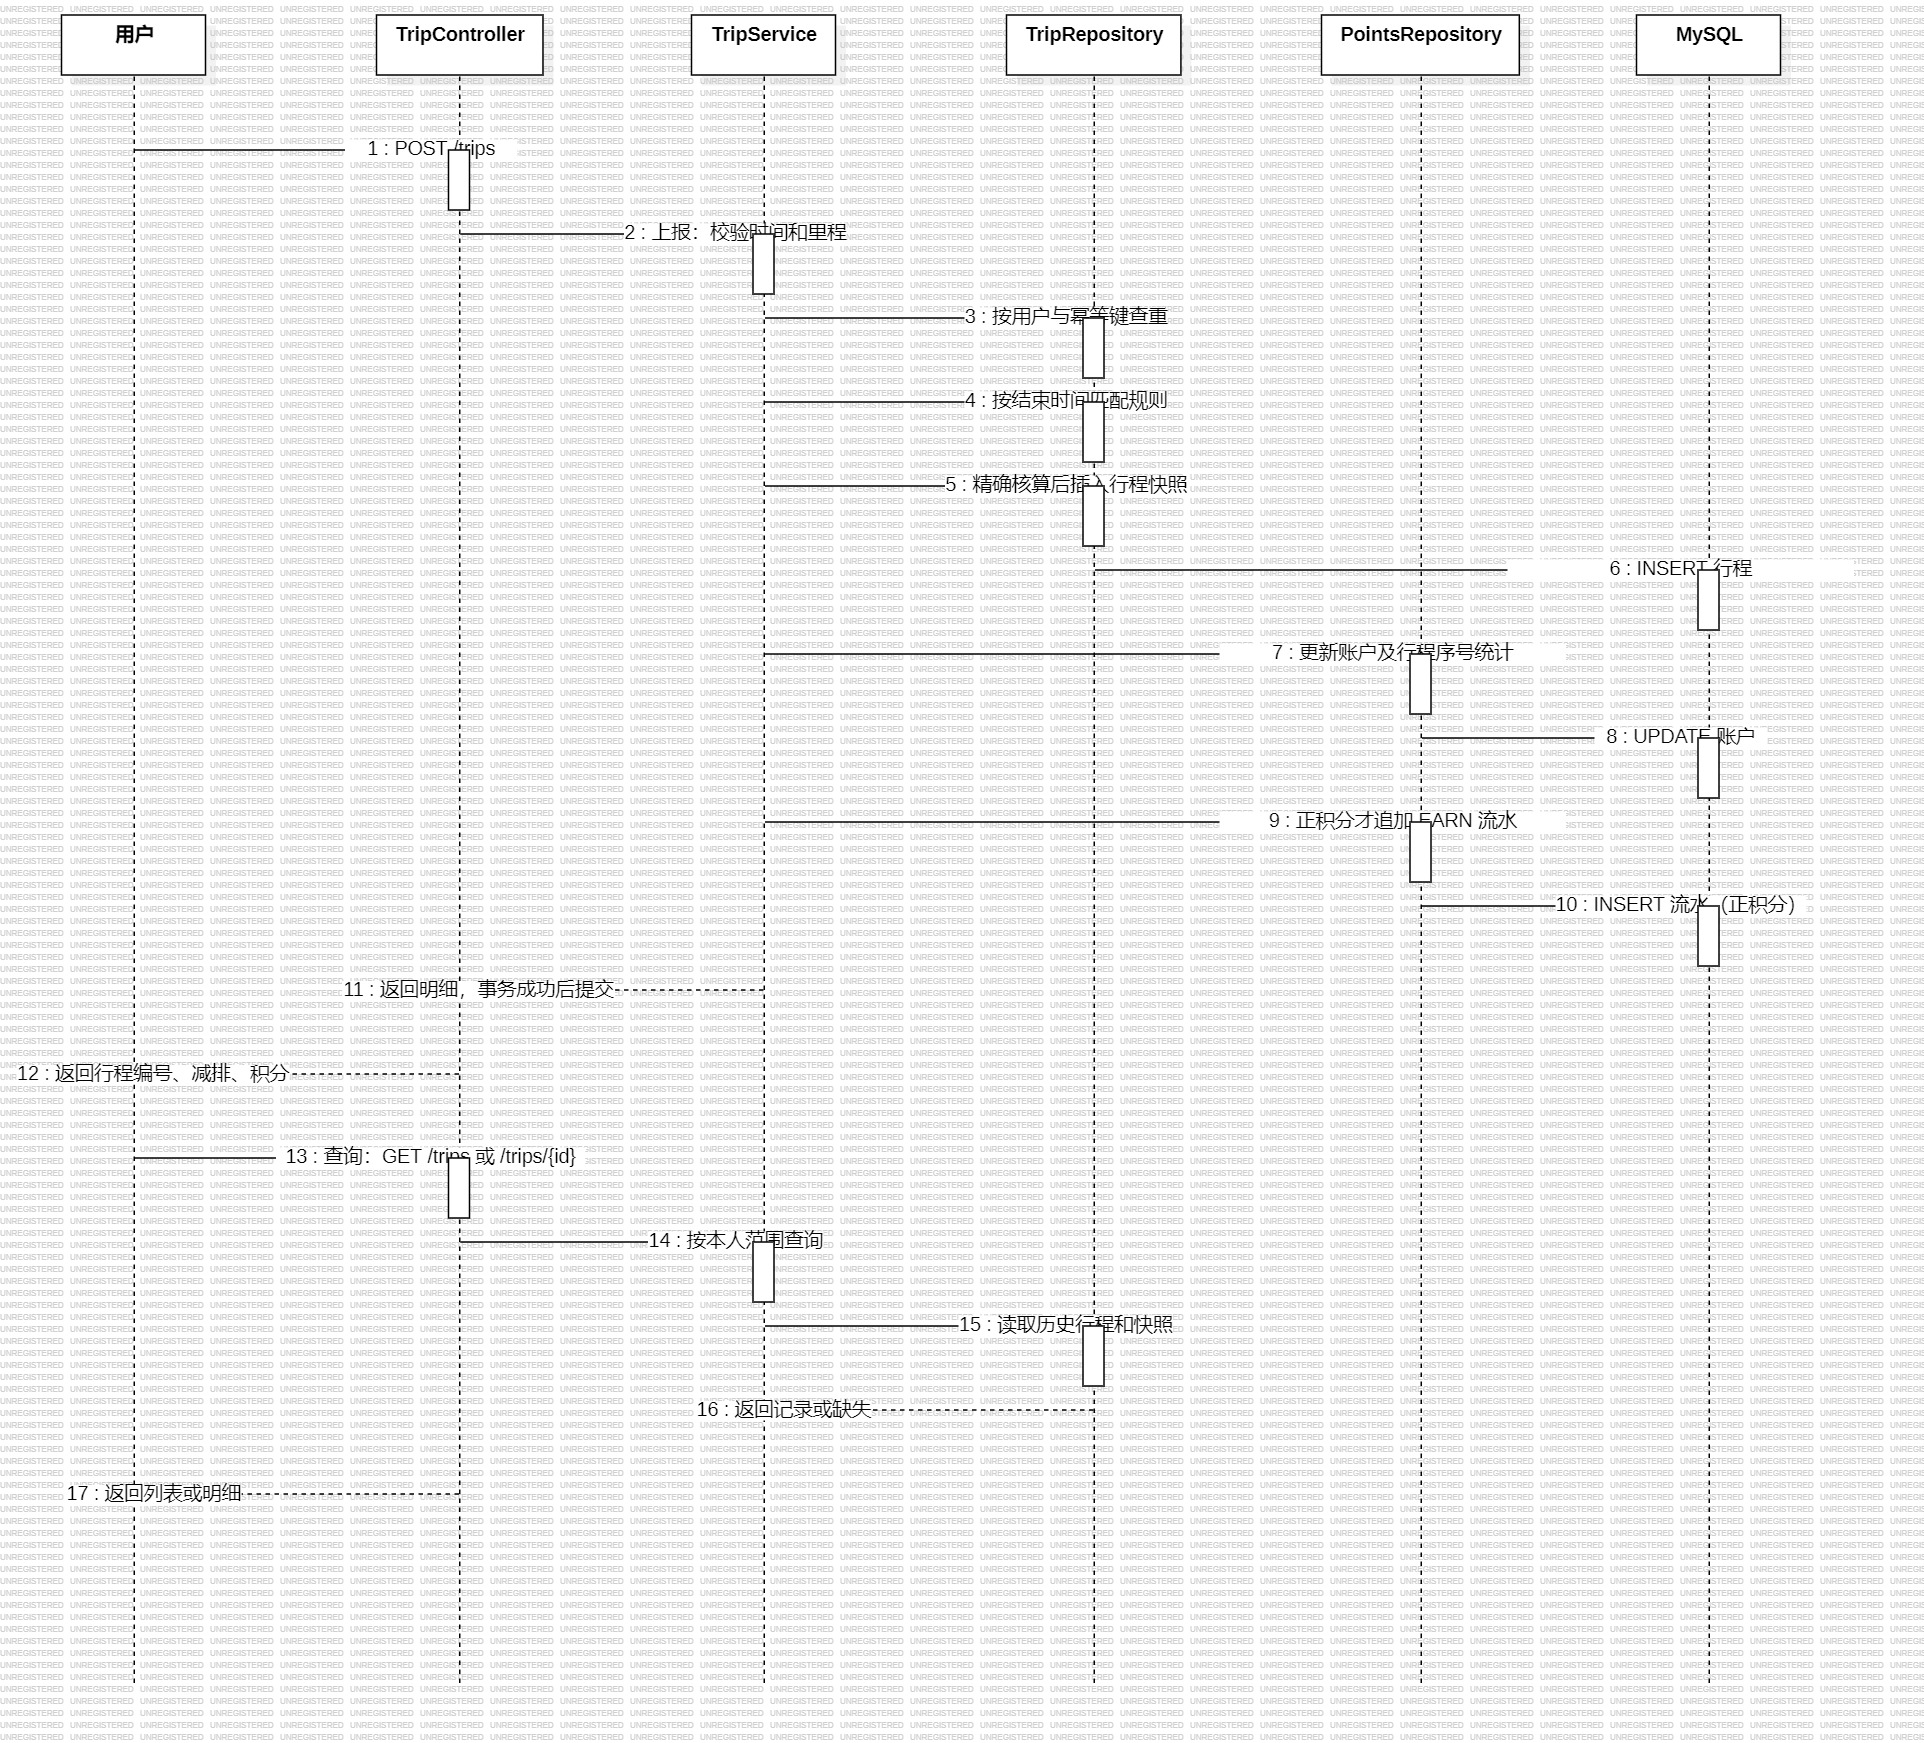 用户
TripController
TripService
TripRepository
PointsRepository
MySQL
1 : POST /trips
2 : 上报：校验时间和里程
3 : 按用户与幂等键查重
4 : 按结束时间匹配规则
5 : 精确核算后插入行程快照
6 : INSERT 行程
7 : 更新账户及行程序号统计
8 : UPDATE 账户
9 : 正积分才追加 EARN 流水
10 : INSERT 流水（正积分）
11 : 返回明细，事务成功后提交
12 : 返回行程编号、减排、积分
13 : 查询：GET /trips 或 /trips/{id}
14 : 按本人范围查询
15 : 读取历史行程和快照
16 : 返回记录或缺失
17 : 返回列表或明细
UNREGISTERED